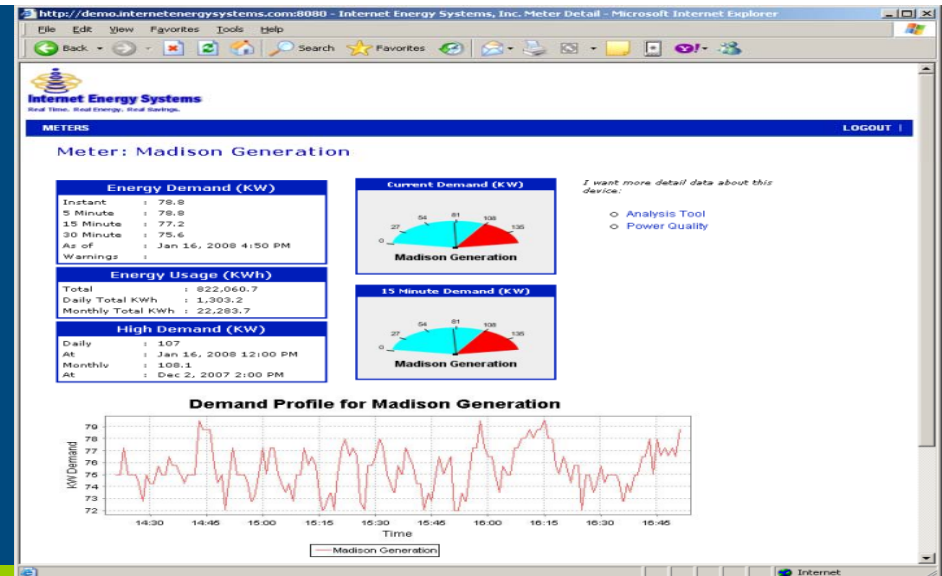 http://demo.internetenergysystems.com:8080 - Internet Energy Systems, Inc. Meter Detail - Microsoft Internet Explorer
File Edit View Favorites Tools Help
Back Search Favorites
Internet Energy Systems
Real Time. Real Energy. Real Savings.
METERS LOGOUT |
Meter: Madison Generation
Energy Demand (KW)
Instant : 78.8
5 Minute : 78.8
15 Minute : 77.2
30 Minute : 75.6
As of : Jan 16, 2008 4:50 PM
Warnings :
Energy Usage (KWh)
Total : 822,060.7
Daily Total KWh : 1,303.2
Monthly Total KWh : 22,283.7
High Demand (KW)
Daily : 107
At : Jan 16, 2008 12:00 PM
Monthly : 108.1
At : Dec 2, 2007 2:00 PM
Current Demand (KW)
0 27 54 81 108 135
Madison Generation
15 Minute Demand (KW)
0 27 54 81 108 135
Madison Generation
I want more detail data about this
device:
Analysis Tool
Power Quality
Demand Profile for Madison Generation
KW Demand
79
78
77
76
75
74
73
72
14:30 14:45 15:00 15:15 15:30 15:45 16:00 16:15 16:30 16:45
Time
Madison Generation
Internet